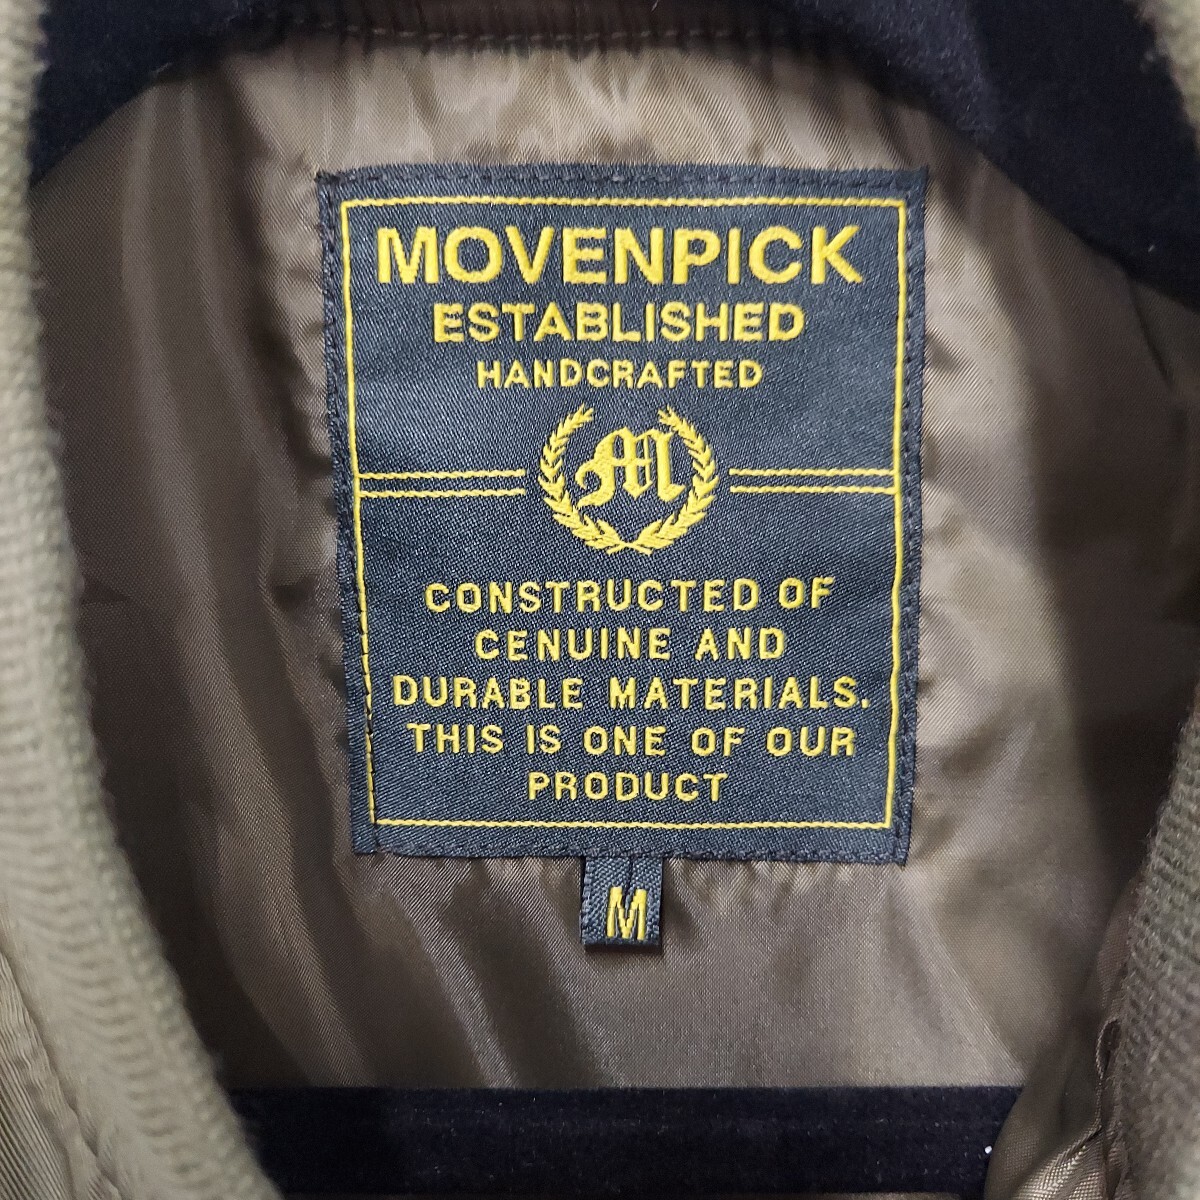 MOVENPICK
ESTABLISHED
HANDCRAFTED
M
CONSTRUCTED OF
CENUINE AND
DURABLE MATERIALS.
THIS IS ONE OF OUR
PRODUCT
M